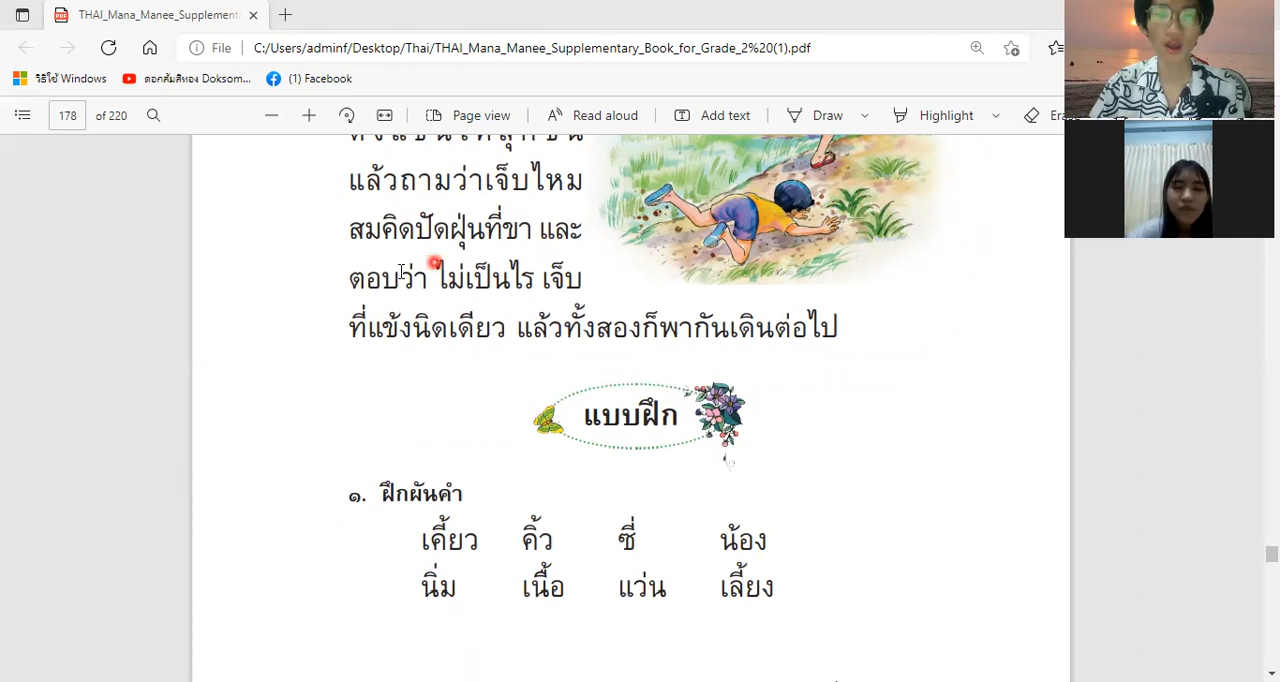 THAI_Mana_Manee_Supplementa
File C:/Users/adminf/Desktop/Thai/THAI_Mana_Manee_Supplementary_Book_for_Grade_2%20(1).pdf
วิธีใช้ Windows ดอกส้มสีทอง Doksom... (1) Facebook
178 of 220 Page view Read aloud Add text Draw Highlight Era
แล้วถามว่าเจ็บไหม
สมคิดปัดฝุ่นที่ขา และ
ตอบว่า ไม่เป็นไร เจ็บ
ที่แข้งนิดเดียว แล้วทั้งสองก็พากันเดินต่อไป
แบบฝึก
๑. ฝึกผันคำ
เคี้ยว คิ้ว ซี่ น้อง
นิ่ม เนื้อ แว่น เลี้ยง